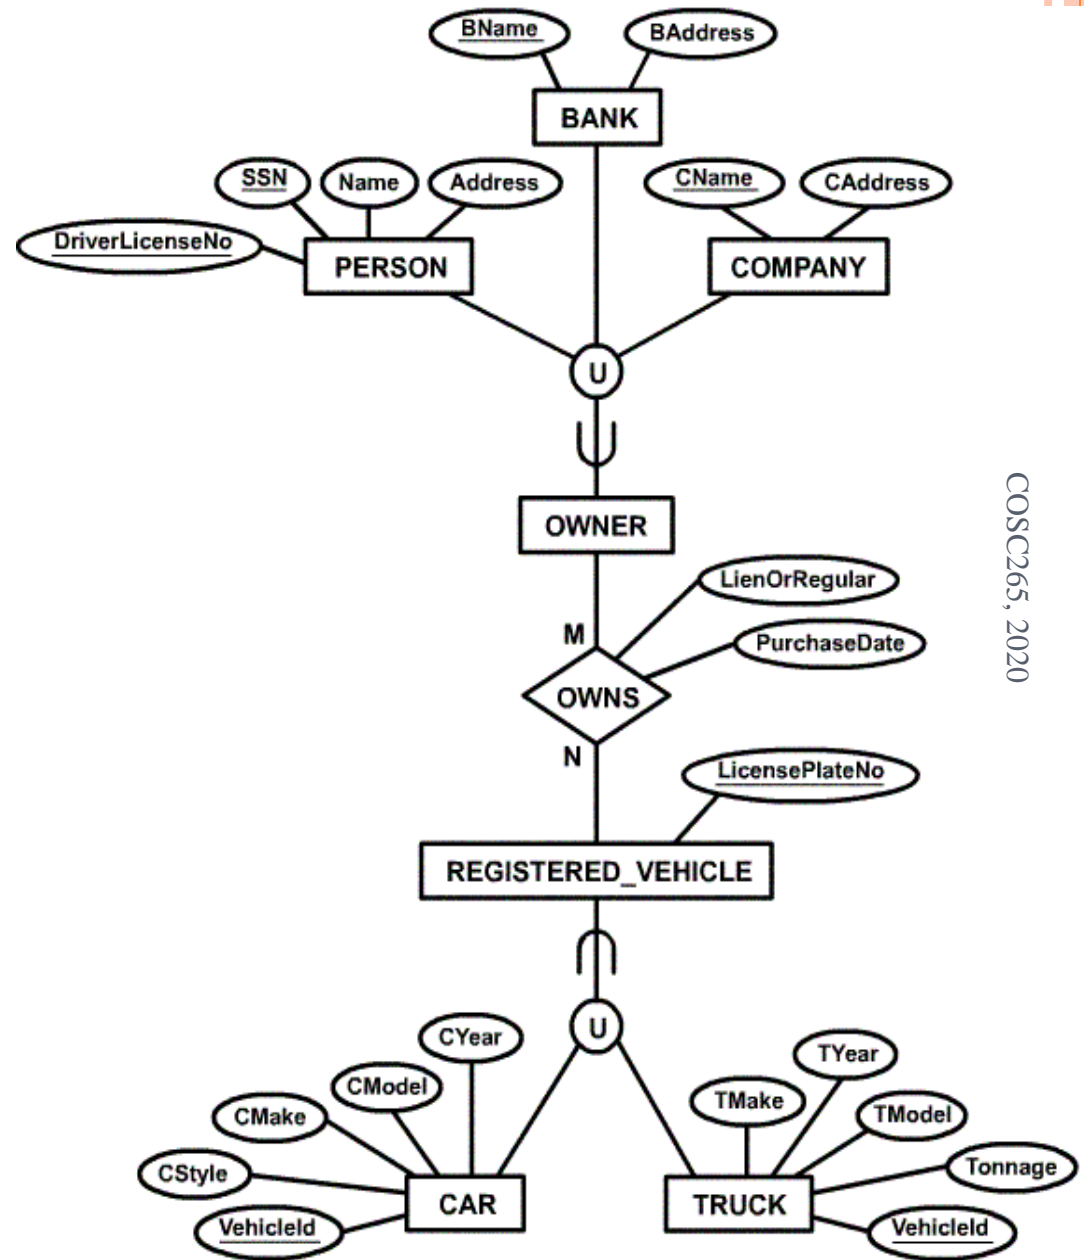 BName
BAddress
BANK
SSN
Name
Address
CName
CAddress
DriverLicenseNo
PERSON
COMPANY
U
OWNER
LienOrRegular
M
PurchaseDate
OWNS
N
LicensePlateNo
REGISTERED_VEHICLE
U
CYear
TYear
CModel
TMake
CMake
TModel
CStyle
Tonnage
CAR
TRUCK
VehicleId
VehicleId
COSC265, 2020